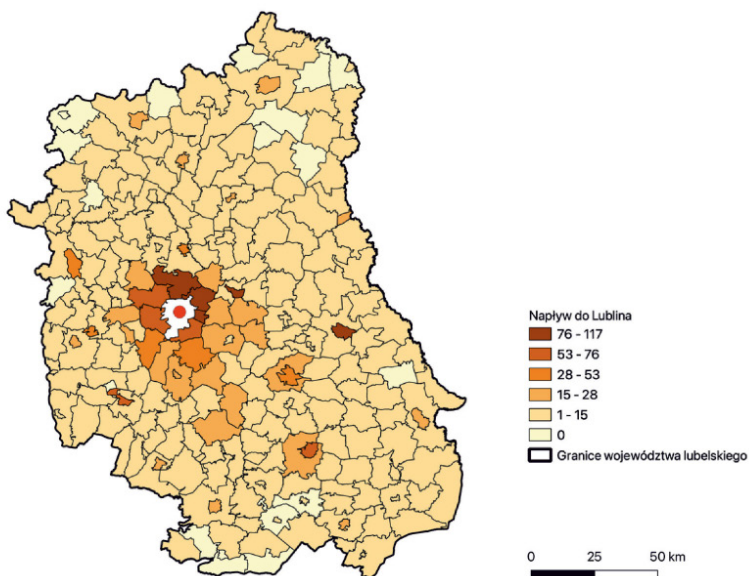 Napływ do Lublina
76 - 117
53 - 76
28 - 53
15 - 28
1 - 15
0
Granice województwa lubelskiego
0 25 50 km